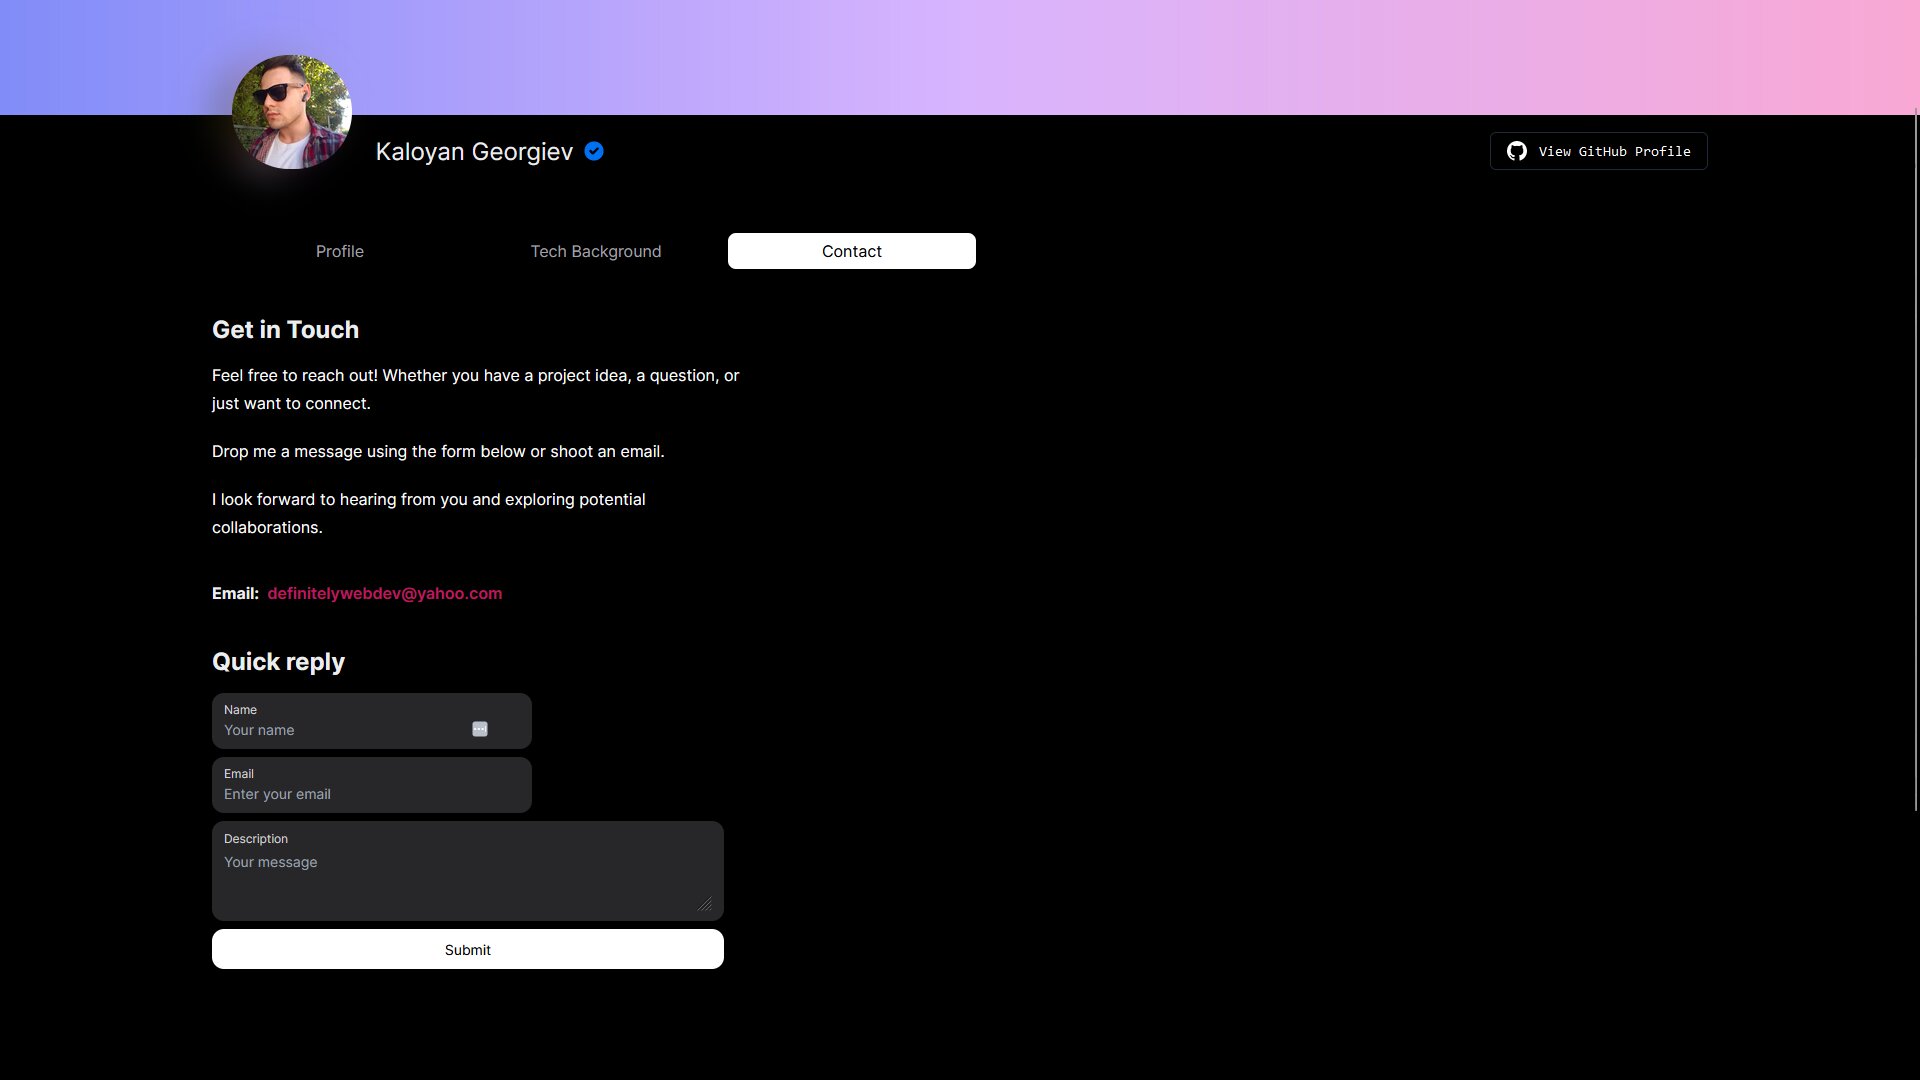 Kaloyan Georgiev
View GitHub Profile
Profile
Tech Background
Contact
Get in Touch
Feel free to reach out! Whether you have a project idea, a question, or
just want to connect.
Drop me a message using the form below or shoot an email.
I look forward to hearing from you and exploring potential
collaborations.
Email: definitelywebdev@yahoo.com
Quick reply
Name
Your name
Email
Enter your email
Description
Your message
Submit